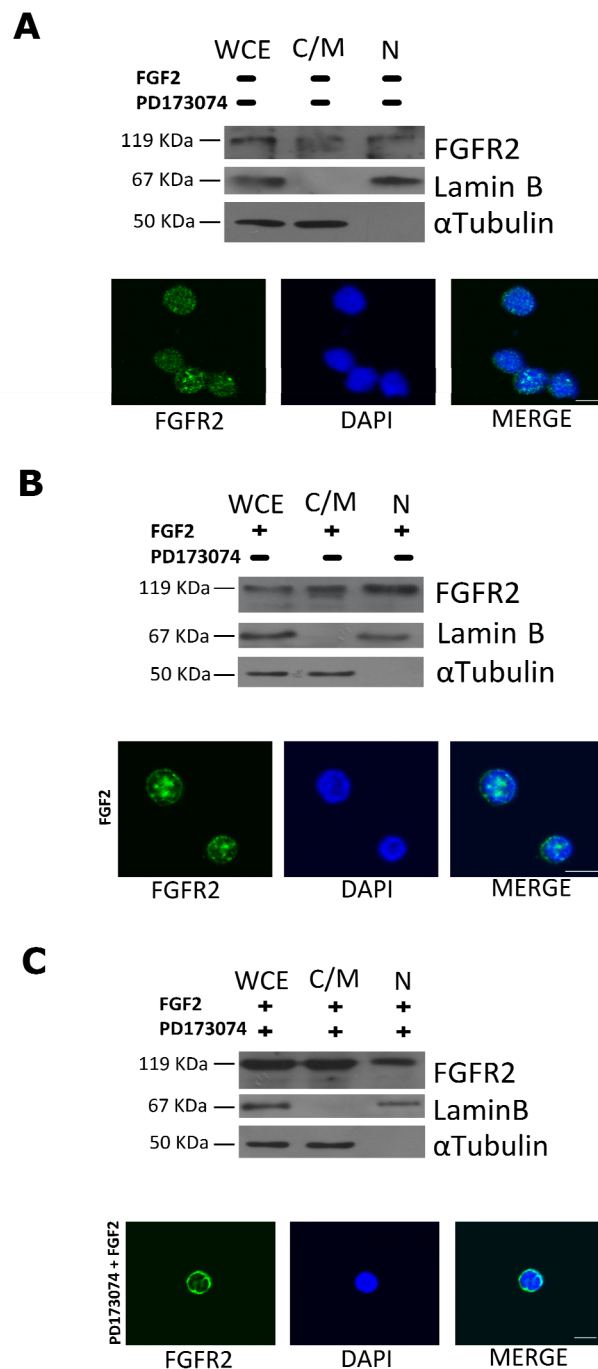 A
WCE C/M N
FGF2 - - -
PD173074 - - -
119 KDa FGFR2
67 KDa Lamin B
50 KDa αTubulin
FGFR2 DAPI MERGE
B
WCE C/M N
FGF2 + + +
PD173074 - - -
119 KDa FGFR2
67 KDa Lamin B
50 KDa αTubulin
FGF2
FGFR2 DAPI MERGE
C
WCE C/M N
FGF2 + + +
PD173074 + + +
119 KDa FGFR2
67 KDa LaminB
50 KDa αTubulin
PD173074 + FGF2
FGFR2 DAPI MERGE